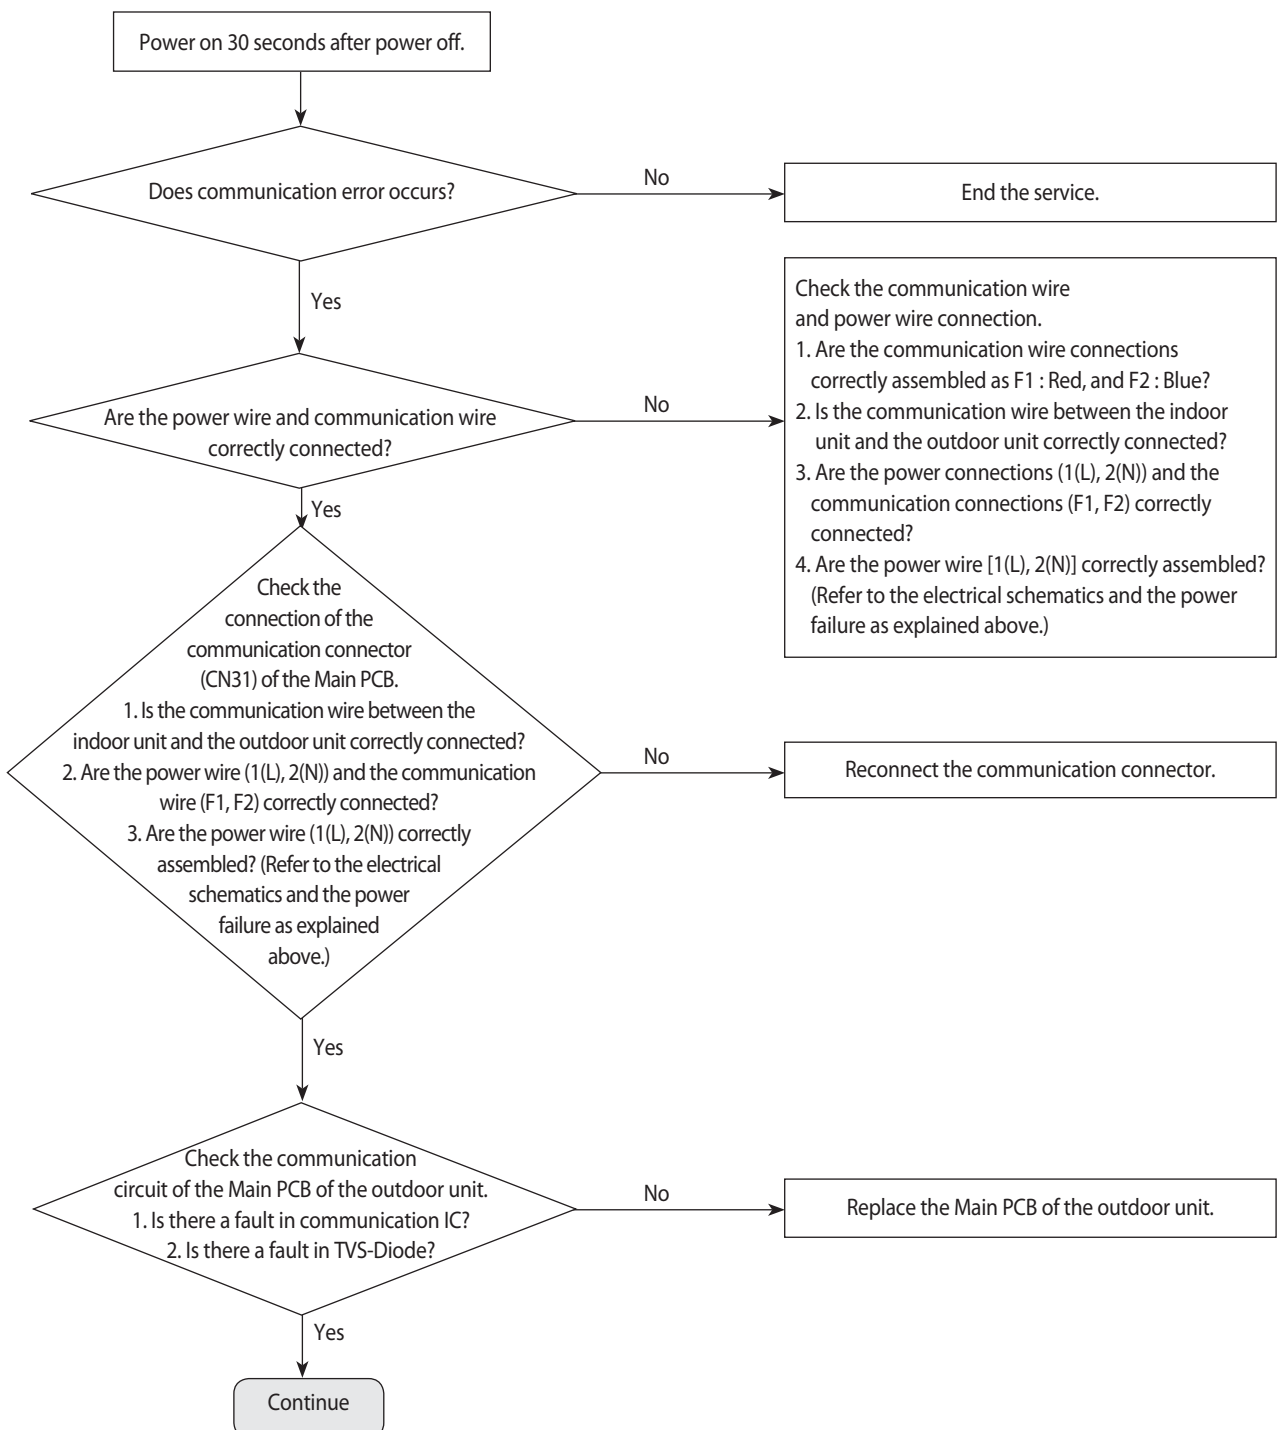 Power on 30 seconds after power off.
Does communication error occurs?
No
End the service.
Yes
Are the power wire and communication wire
correctly connected?
No
Check the communication wire
and power wire connection.
1. Are the communication wire connections
correctly assembled as F1 : Red, and F2 : Blue?
2. Is the communication wire between the indoor
unit and the outdoor unit correctly connected?
3. Are the power connections (1(L), 2(N)) and the
communication connections (F1, F2) correctly
connected?
4. Are the power wire [1(L), 2(N)] correctly assembled?
(Refer to the electrical schematics and the power
failure as explained above.)
Yes
Check the
connection of the
communication connector
(CN31) of the Main PCB.
1. Is the communication wire between the
indoor unit and the outdoor unit correctly connected?
2. Are the power wire (1(L), 2(N)) and the communication
wire (F1, F2) correctly connected?
3. Are the power wire (1(L), 2(N)) correctly
assembled? (Refer to the electrical
schematics and the power
failure as explained
above.)
No
Reconnect the communication connector.
Yes
Check the communication
circuit of the Main PCB of the outdoor unit.
1. Is there a fault in communication IC?
2. Is there a fault in TVS-Diode?
No
Replace the Main PCB of the outdoor unit.
Yes
Continue